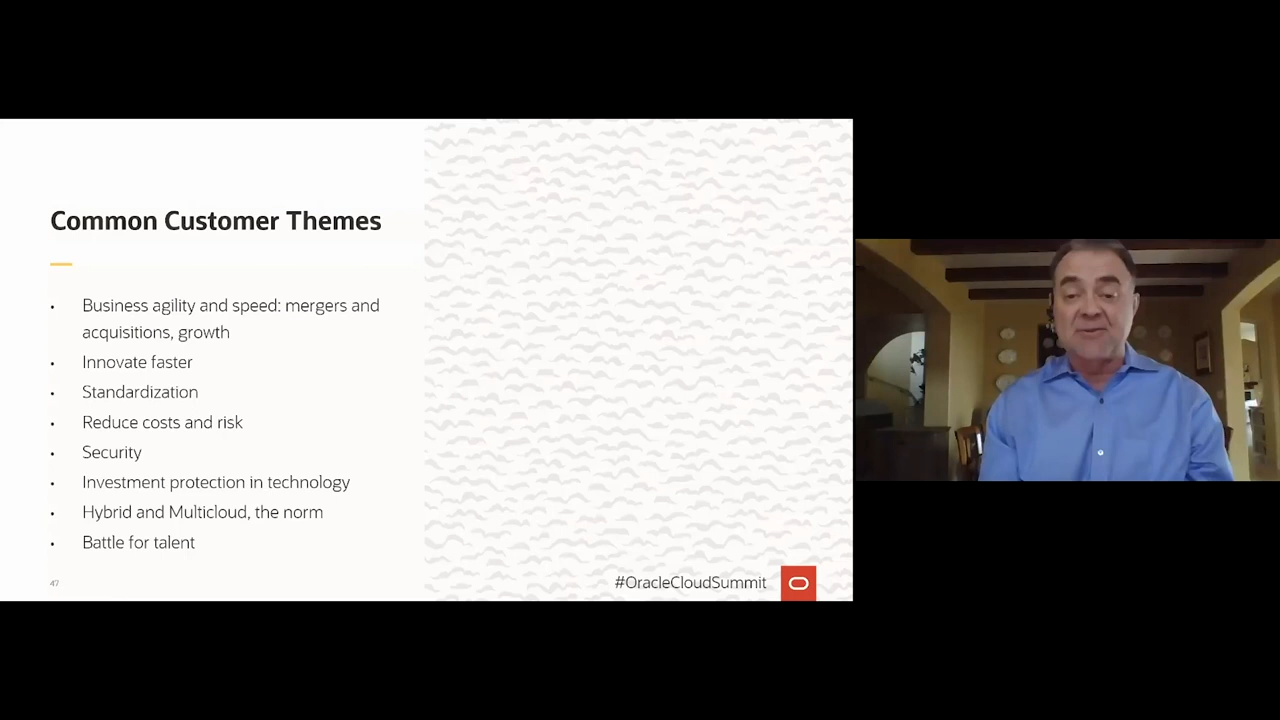 Common Customer Themes
• Business agility and speed: mergers and
acquisitions, growth
• Innovate faster
• Standardization
• Reduce costs and risk
• Security
• Investment protection in technology
• Hybrid and Multicloud, the norm
• Battle for talent
47
#OracleCloudSummit